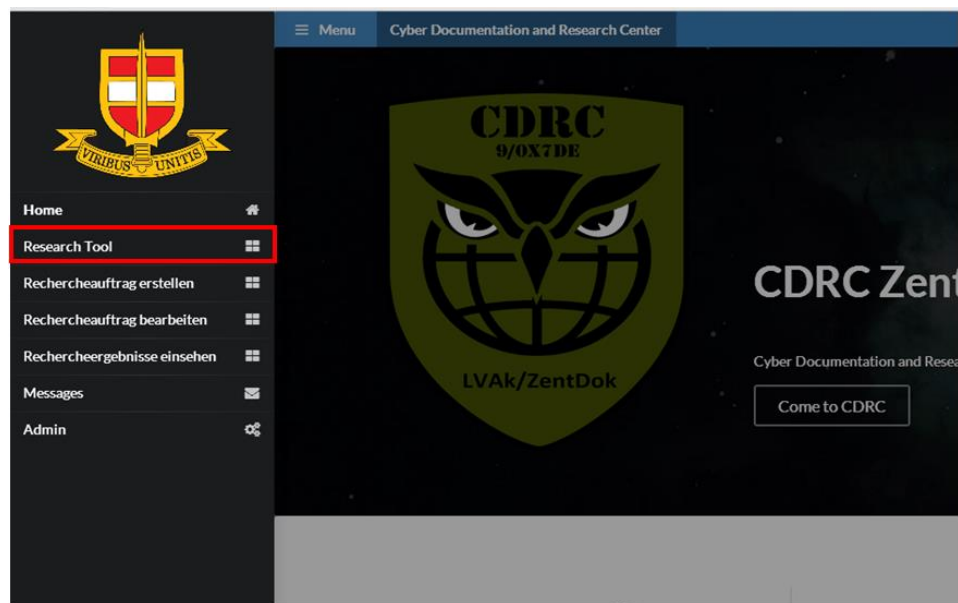 VIRIBUS UNITIS
Home
Research Tool
Rechercheauftrag erstellen
Rechercheauftrag bearbeiten
Rechercheergebnisse einsehen
Messages
Admin
Menu
Cyber Documentation and Research Center
CDRC
9/0X7DE
LVAk/ZentDok
CDRC Zent
Cyber Documentation and Resea
Come to CDRC